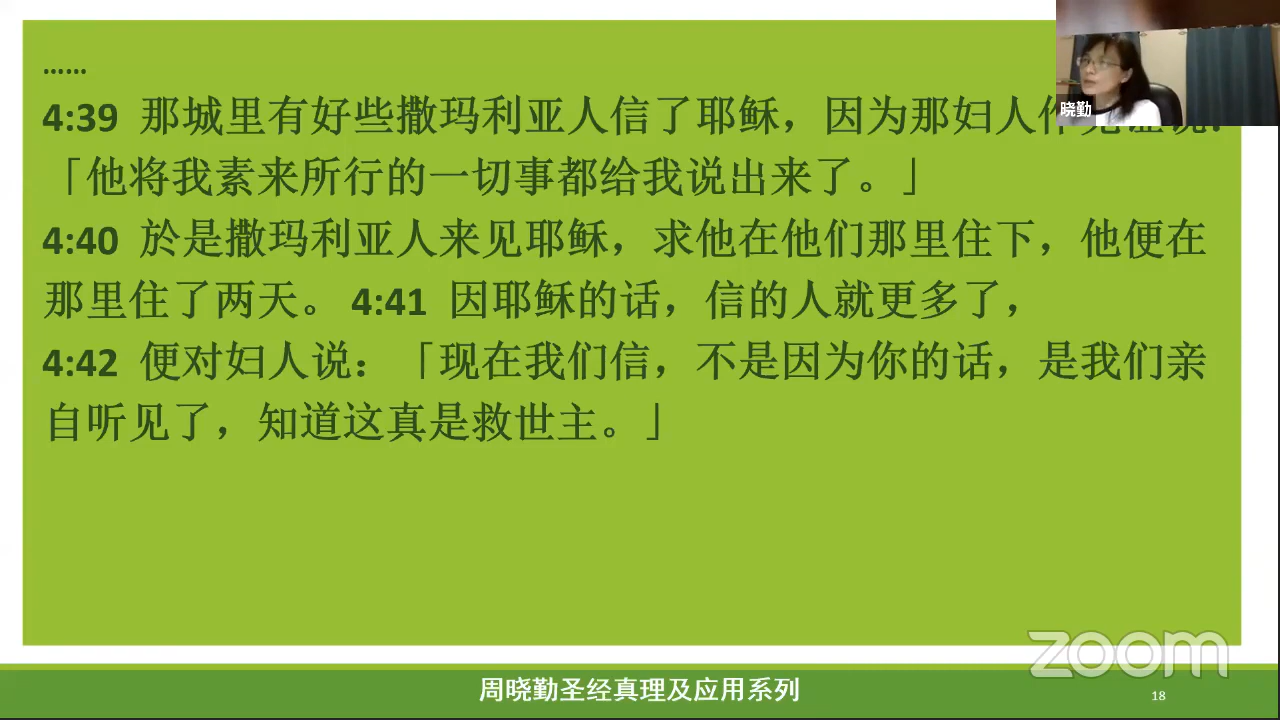 ……
4:39 那城里有好些撒玛利亚人信了耶稣，因为那妇人
「他将我素来所行的一切事都给我说出来了。」
4:40 於是撒玛利亚人来见耶稣，求他在他们那里住下，他便在
那里住了两天。 4:41 因耶稣的话，信的人就更多了，
4:42 便对妇人说：「现在我们信，不是因为你的话，是我们亲
自听见了，知道这真是救世主。」
晓勤
zoom
周晓勤圣经真理及应用系列
18